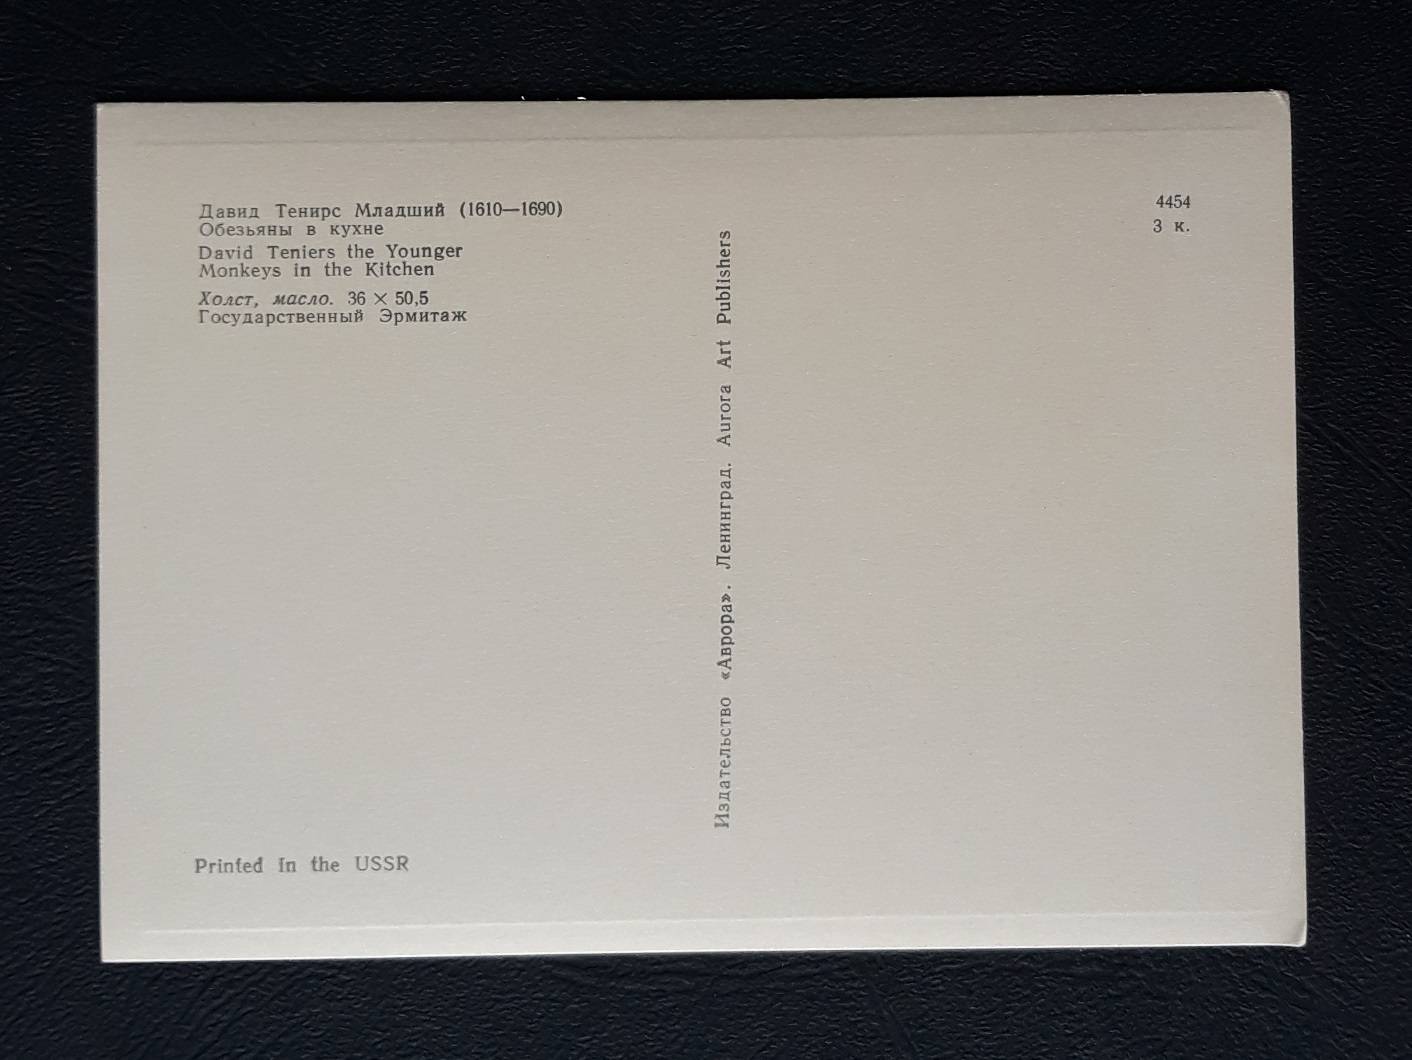 Давид Тенирс Младший (1610—1690)
Обезьяны в кухне
David Teniers the Younger
Monkeys in the Kitchen
Холст, масло. 36 × 50,5
Государственный Эрмитаж
4454
3 к.
Издательство «Аврора». Ленинград. Aurora Art Publishers
Printed in the USSR